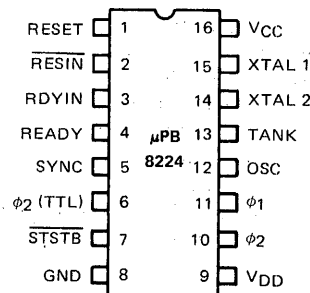 RESET 1 16 VCC
RESIN 2 15 XTAL 1
RDYIN 3 14 XTAL 2
READY 4 μPB 13 TANK
SYNC 5 8224 12 OSC
φ2 (TTL) 6 11 φ1
STSTB 7 10 φ2
GND 8 9 VDD